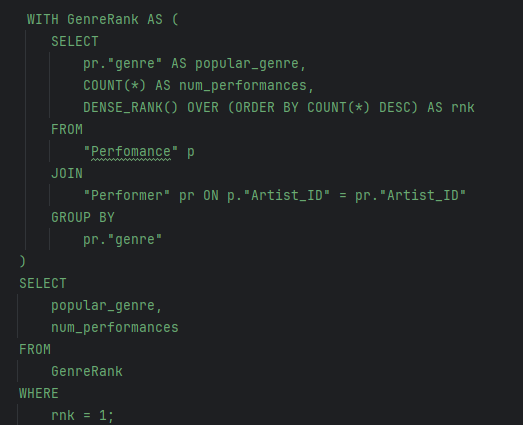 WITH GenreRank AS (
SELECT
pr."genre" AS popular_genre,
COUNT(*) AS num_performances,
DENSE_RANK() OVER (ORDER BY COUNT(*) DESC) AS rnk
FROM
"Perfomance" p
JOIN
"Performer" pr ON p."Artist_ID" = pr."Artist_ID"
GROUP BY
pr."genre"
)
SELECT
popular_genre,
num_performances
FROM
GenreRank
WHERE
rnk = 1;